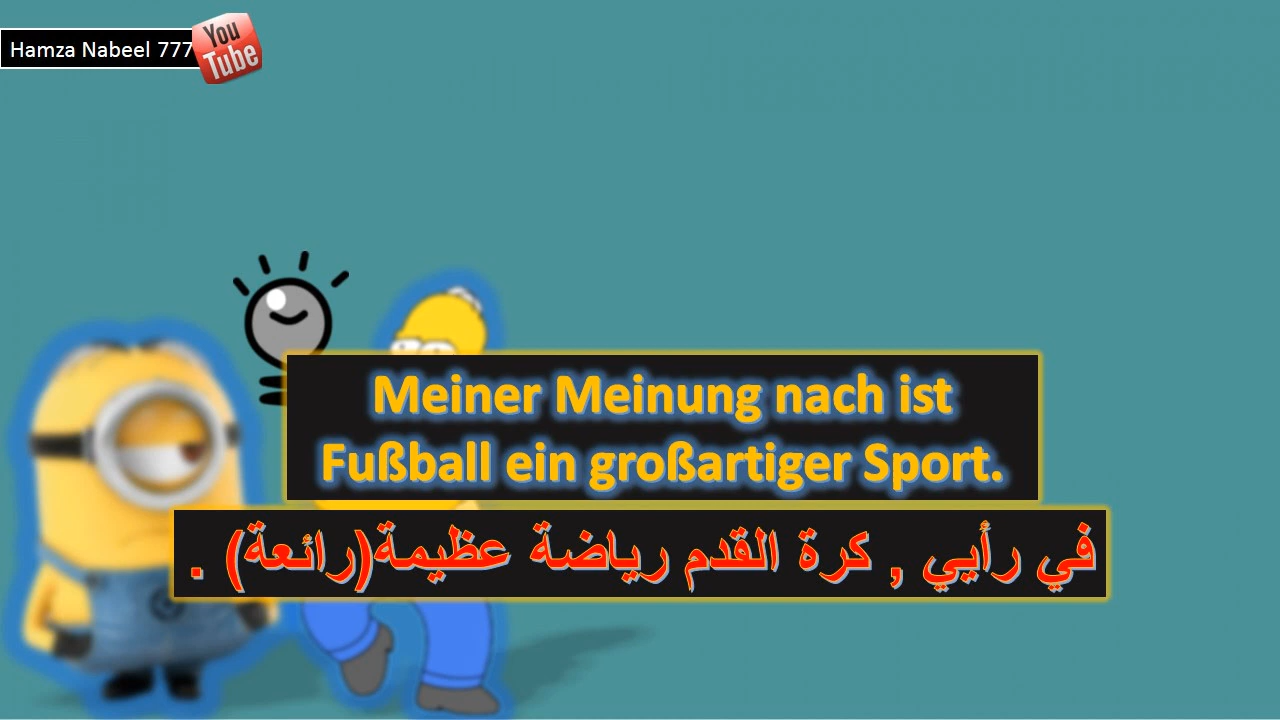 Hamza Nabeel 777
You
Tube
Meiner Meinung nach ist
Fußball ein großartiger Sport.
في رأيي , كرة القدم رياضة عظيمة(رائعة) .